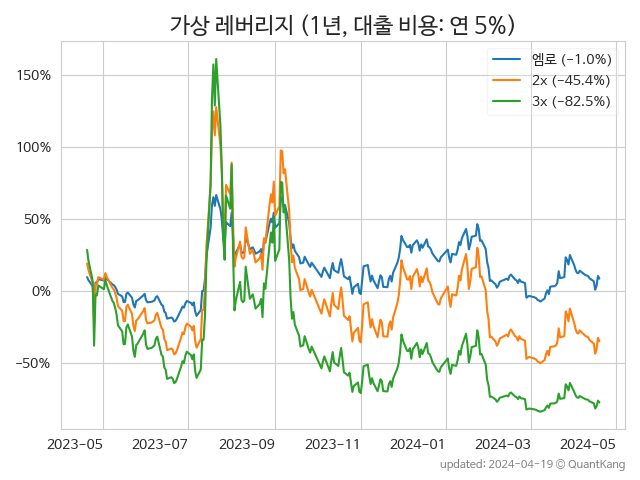 가상 레버리지 (1년, 대출 비용: 연 5%)
엠로 (−1.0%)
2x (−45.4%)
3x (−82.5%)
150%
100%
50%
0%
−50%
2023-05 2023-07 2023-09 2023-11 2024-01 2024-03 2024-05
updated: 2024-04-19 © QuantKang